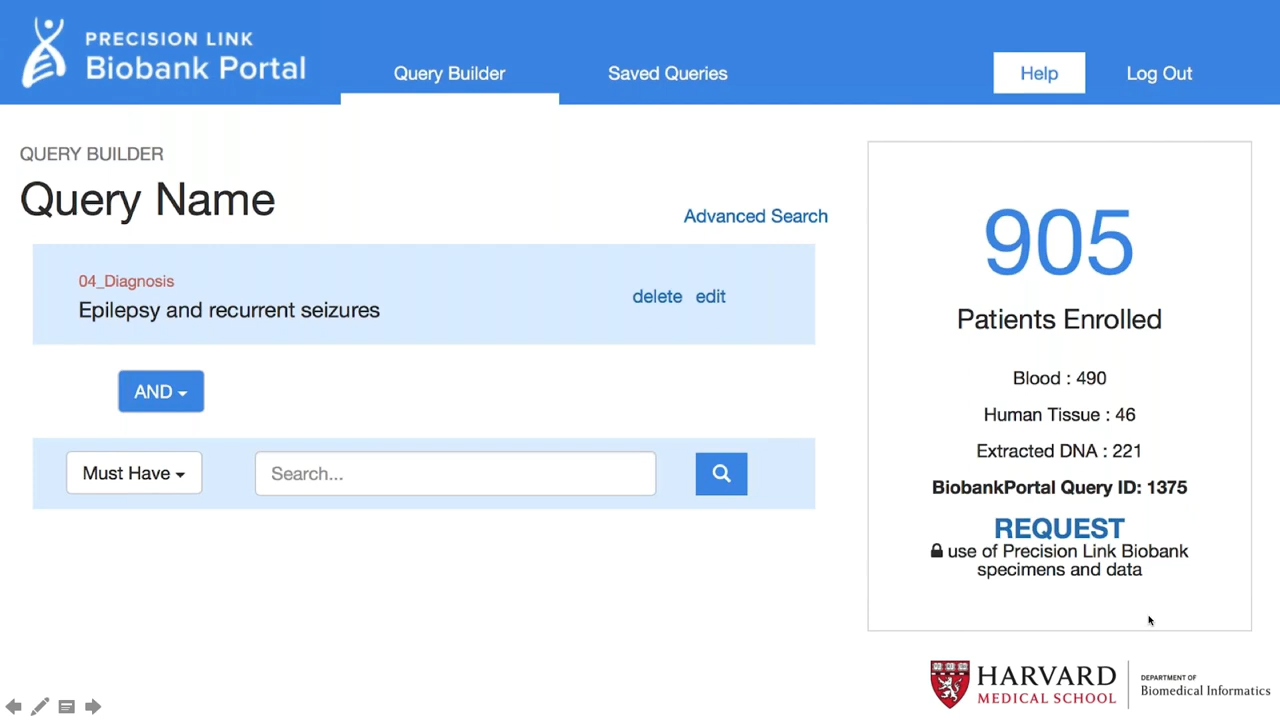 PRECISION LINK
Biobank Portal
Query Builder
Saved Queries
Help
Log Out
QUERY BUILDER
Query Name
Advanced Search
04_Diagnosis
Epilepsy and recurrent seizures
delete edit
AND
Must Have
Search...
905
Patients Enrolled
Blood : 490
Human Tissue : 46
Extracted DNA : 221
BiobankPortal Query ID: 1375
REQUEST
use of Precision Link Biobank
specimens and data
HARVARD
MEDICAL SCHOOL
DEPARTMENT OF
Biomedical Informatics